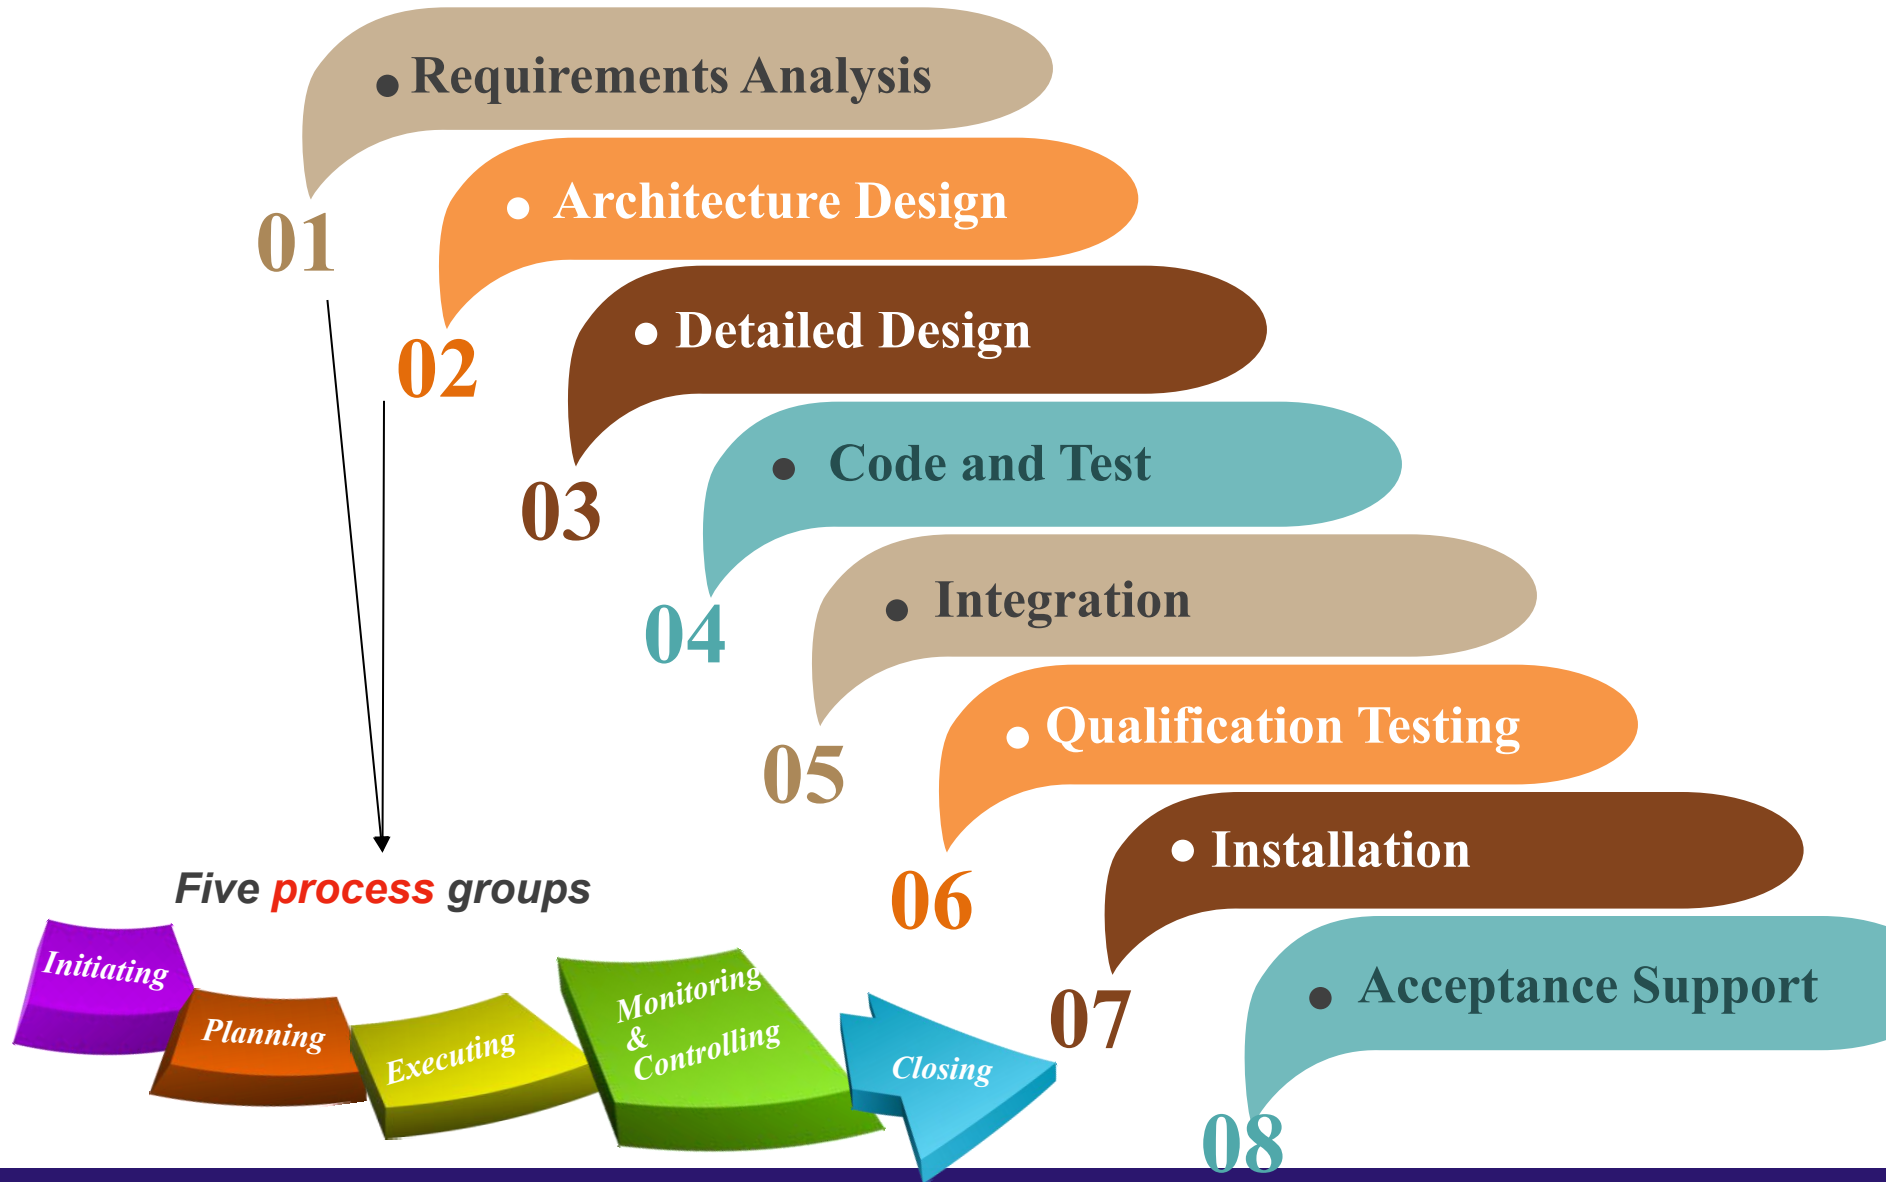 Requirements Analysis
01
Architecture Design
02
Detailed Design
03
Code and Test
04
Integration
05
Qualification Testing
06
Installation
07
Acceptance Support
08
Five process groups
Initiating
Planning
Executing
Monitoring
&
Controlling
Closing